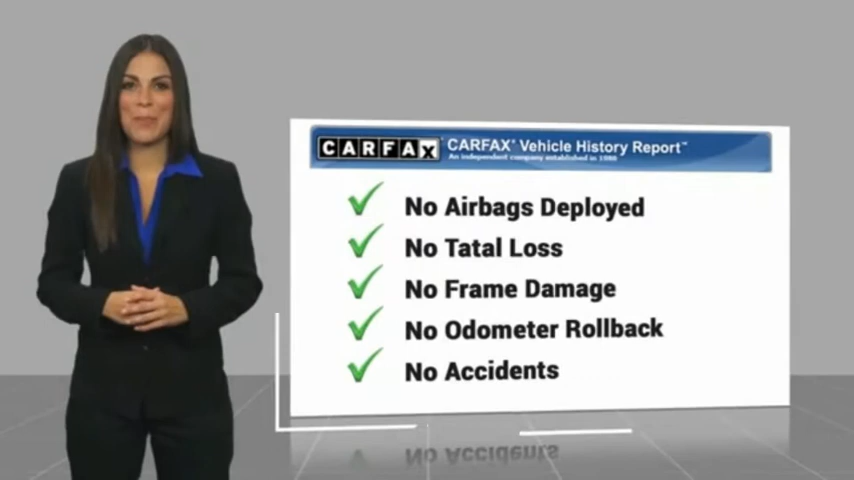 CARFAX CARFAX® Vehicle History Report™
An independent company established in 1986
No Airbags Deployed
No Tatal Loss
No Frame Damage
No Odometer Rollback
No Accidents
No Accidents